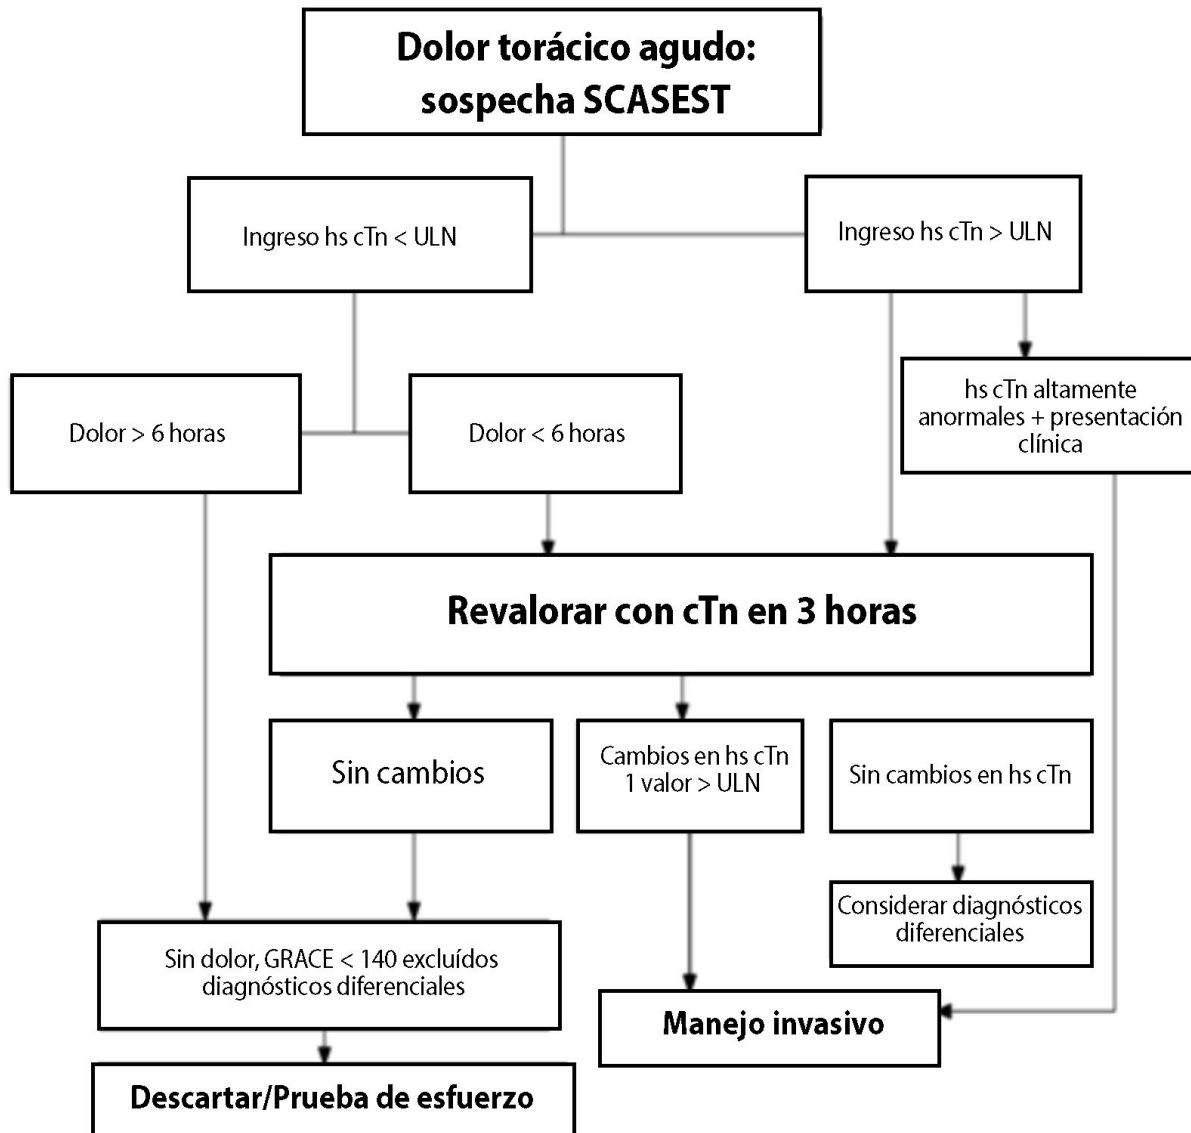 Dolor torácico agudo:
sospecha SCASEST
Ingreso hs cTn < ULN
Ingreso hs cTn > ULN
hs cTn altamente
anormales + presentación
clínica
Dolor > 6 horas
Dolor < 6 horas
Revalorar con cTn en 3 horas
Sin cambios
Cambios en hs cTn
1 valor > ULN
Sin cambios en hs cTn
Considerar diagnósticos
diferenciales
Sin dolor, GRACE < 140 excluídos
diagnósticos diferenciales
Manejo invasivo
Descartar/Prueba de esfuerzo